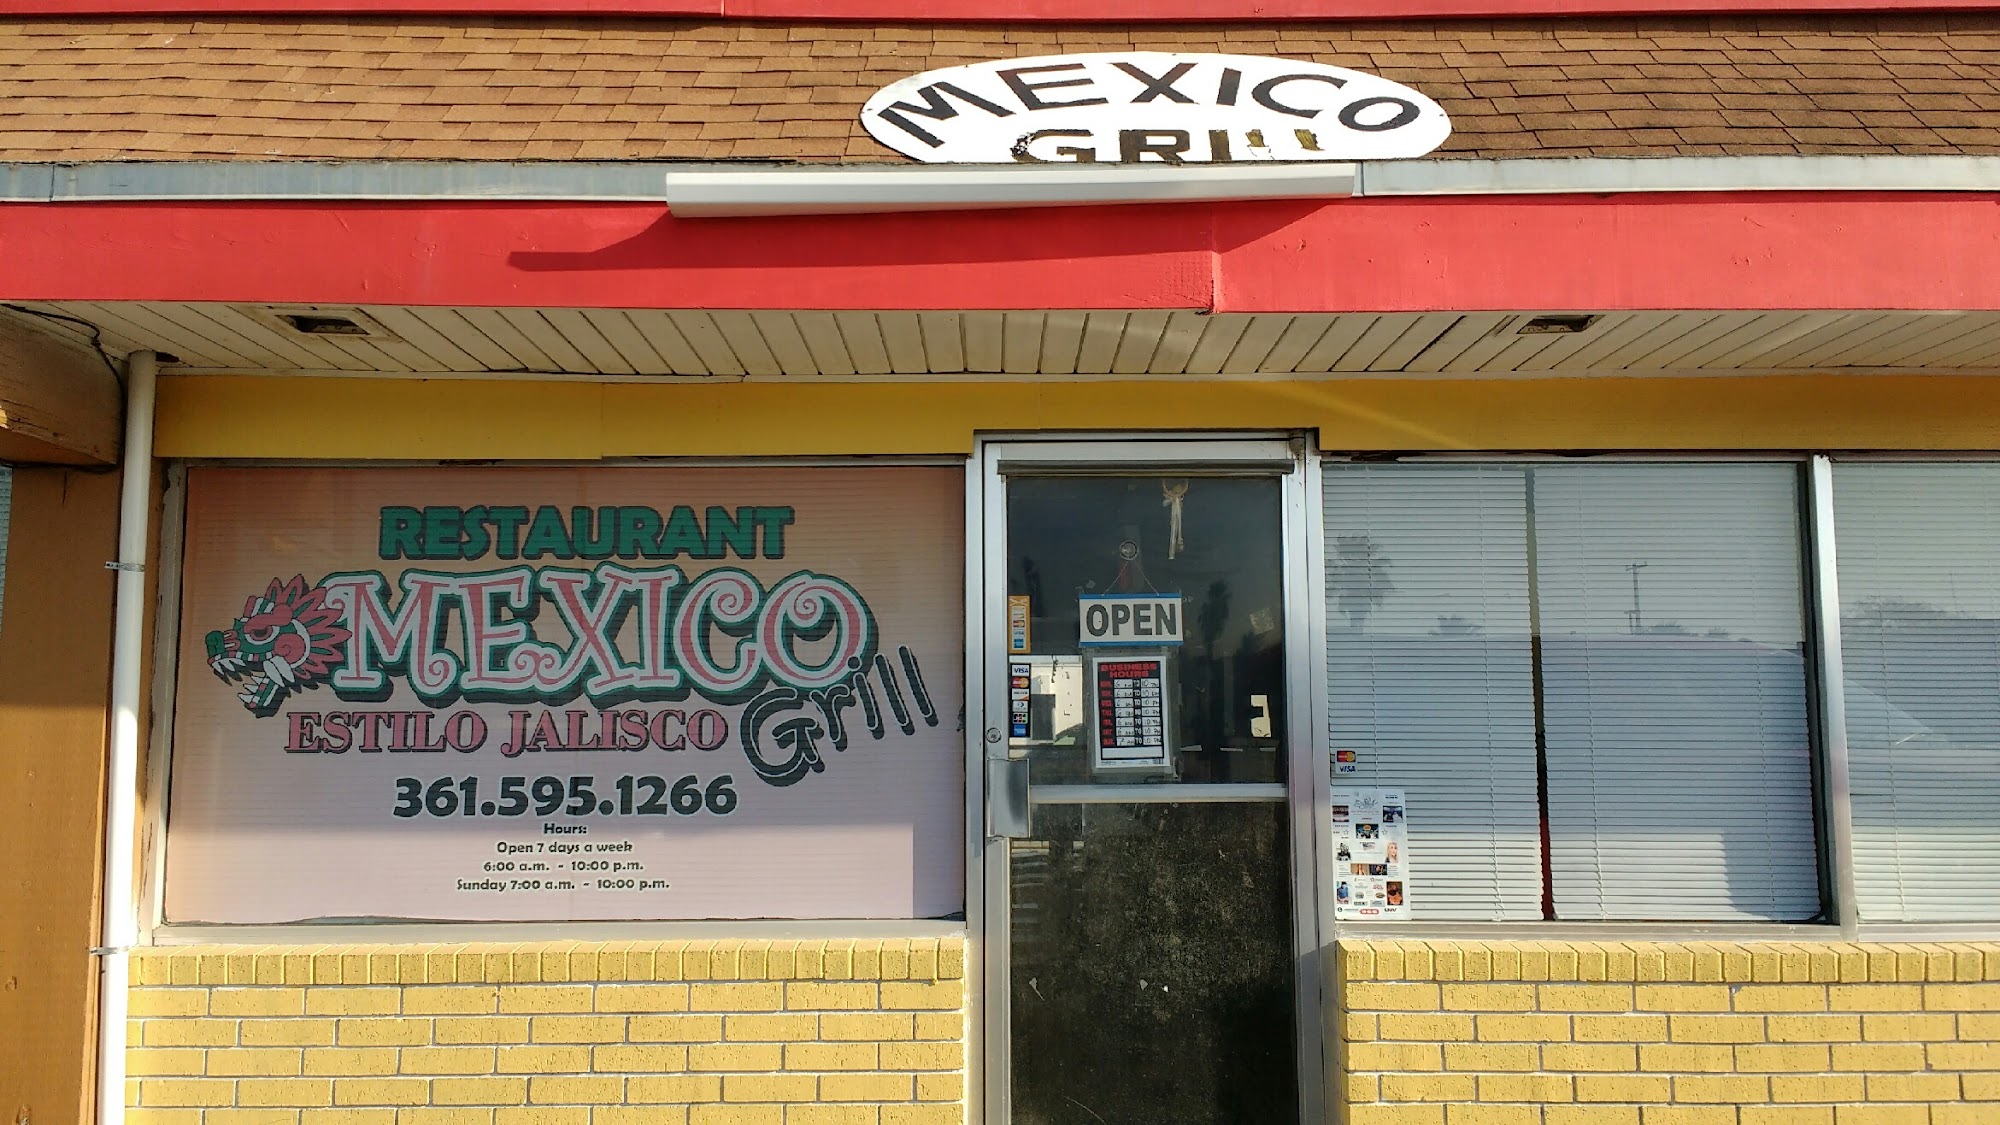 MEXICO
GRILL
RESTAURANT
MEXICO
Grill
ESTILO JALISCO
361.595.1266
Hours:
Open 7 days a week
6:00 a.m. - 10:00 p.m.
Sunday 7:00 a.m. - 10:00 p.m.
OPEN
BUSINESS
HOURS
VISA
VISA